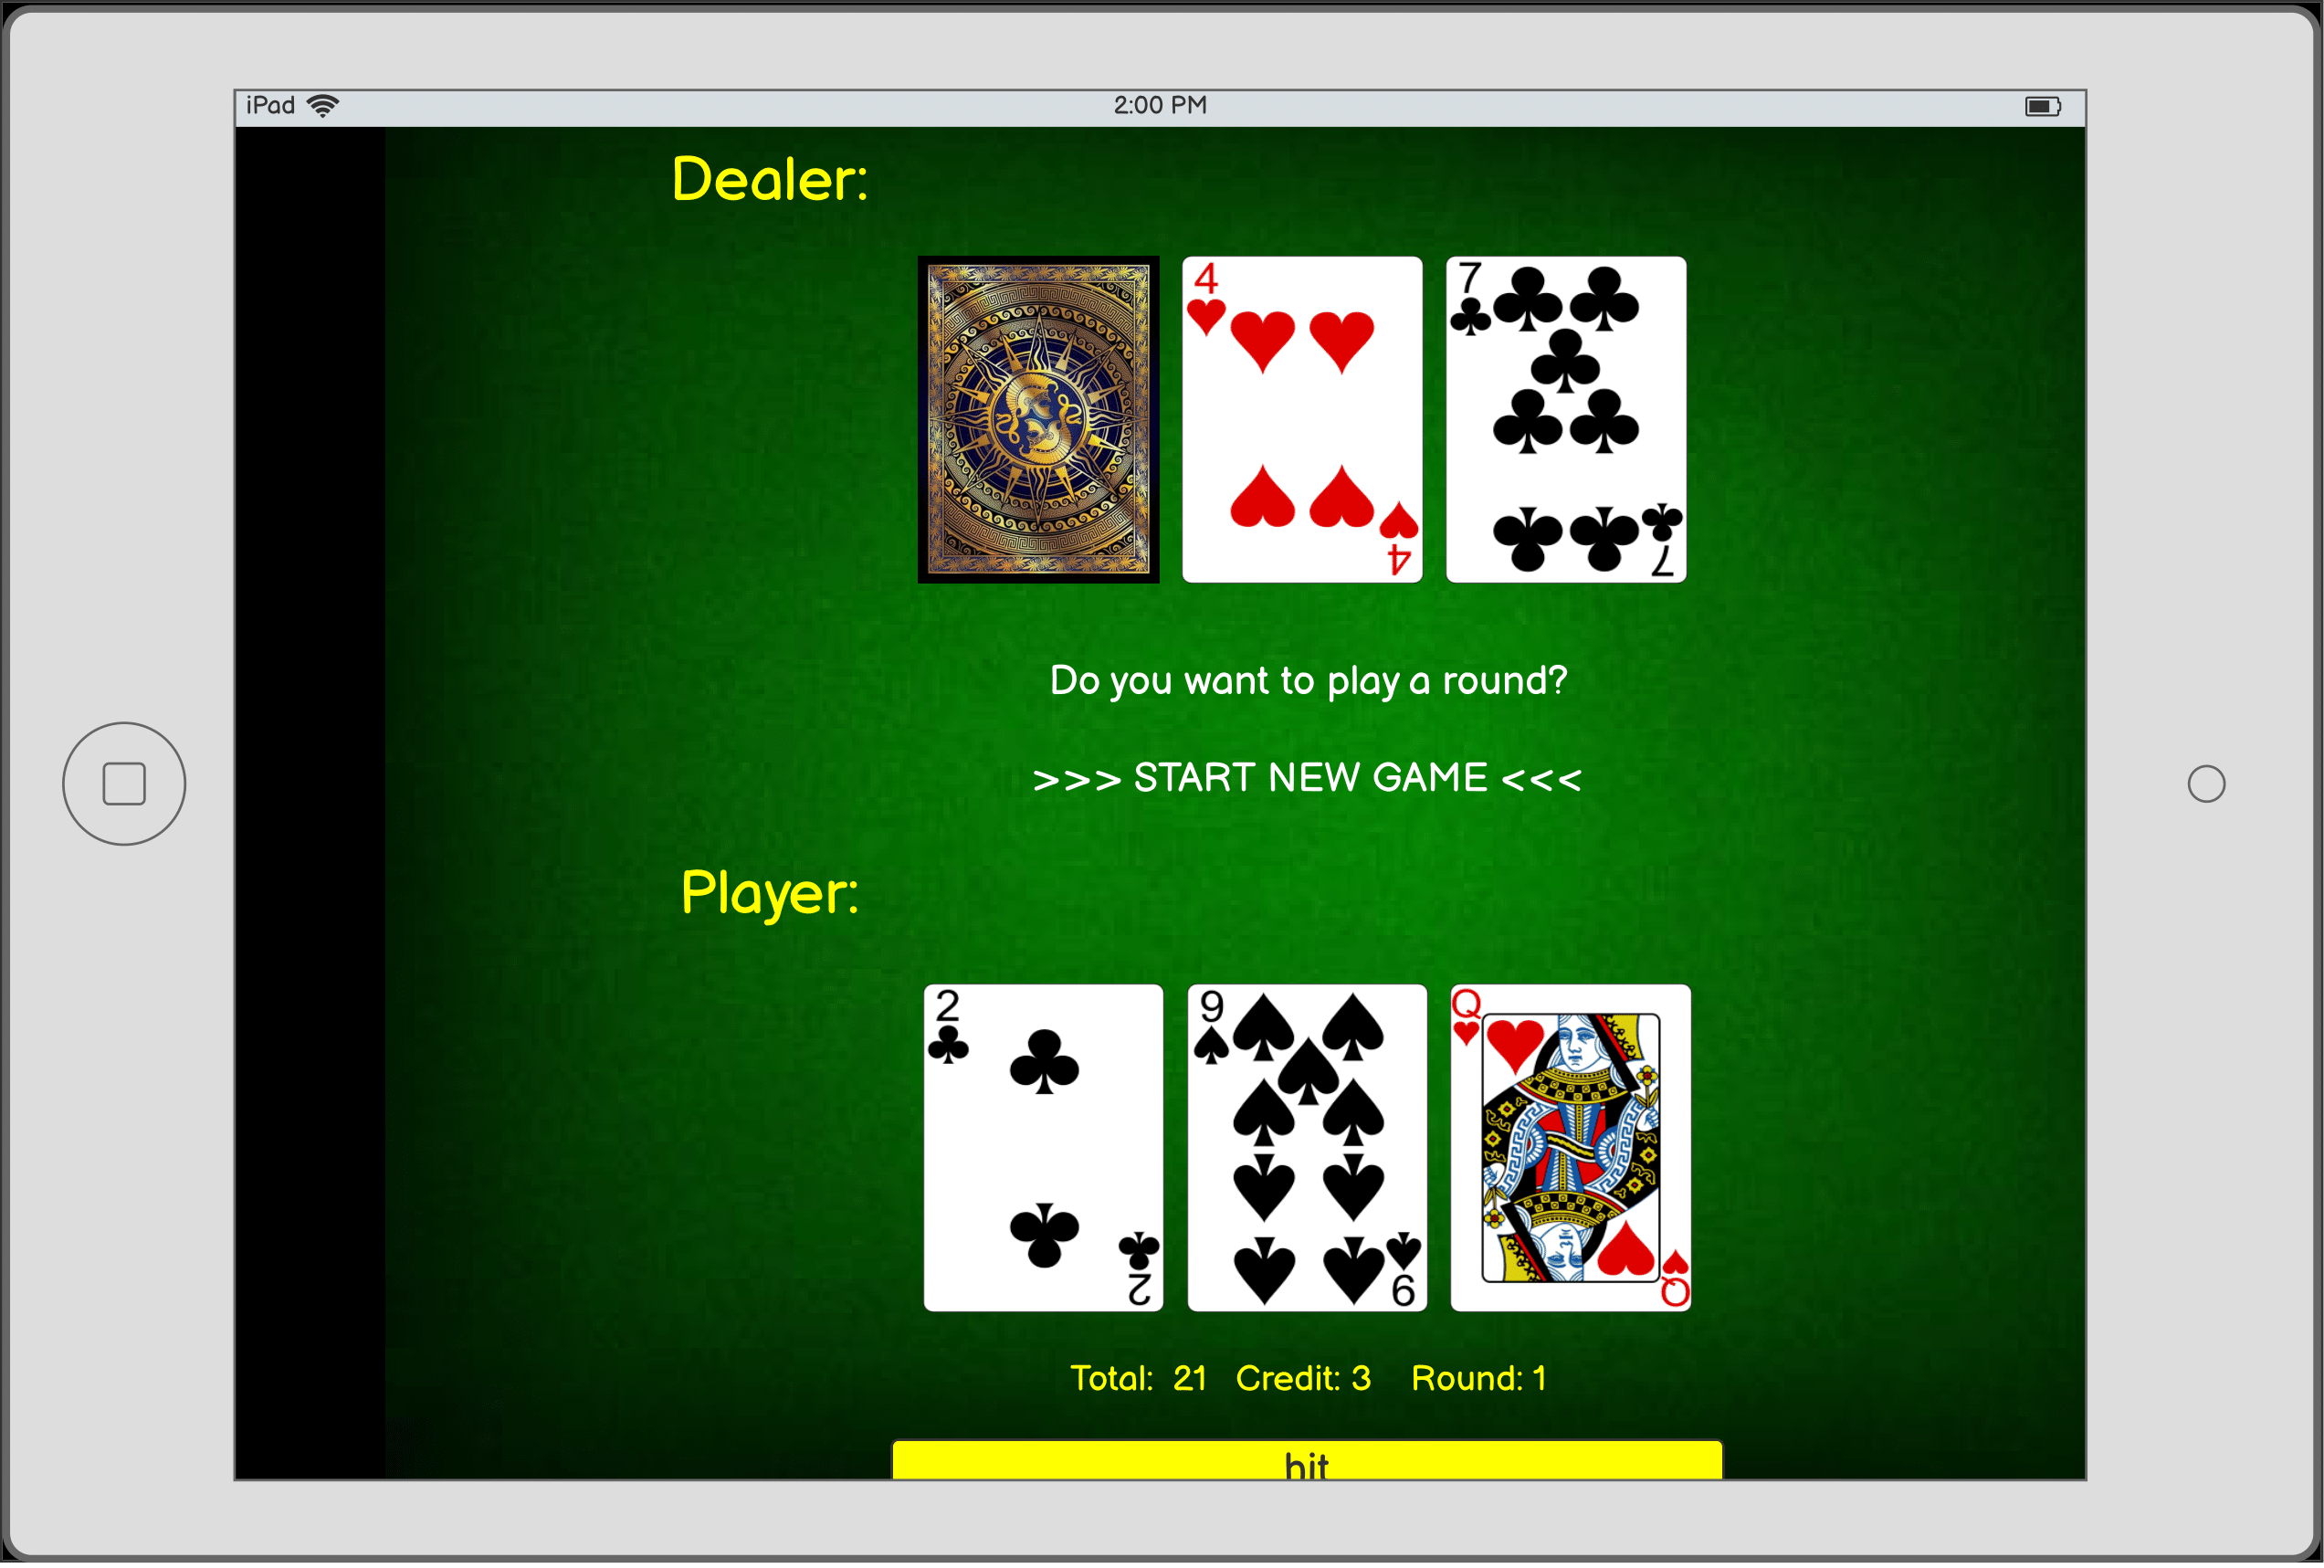 iPad 2:00 PM
Dealer:
4 7
4 7
Do you want to play a round?
>>> START NEW GAME <<<
Player:
2 9 Q
2 9 Q
Total: 21 Credit: 3 Round: 1
hit